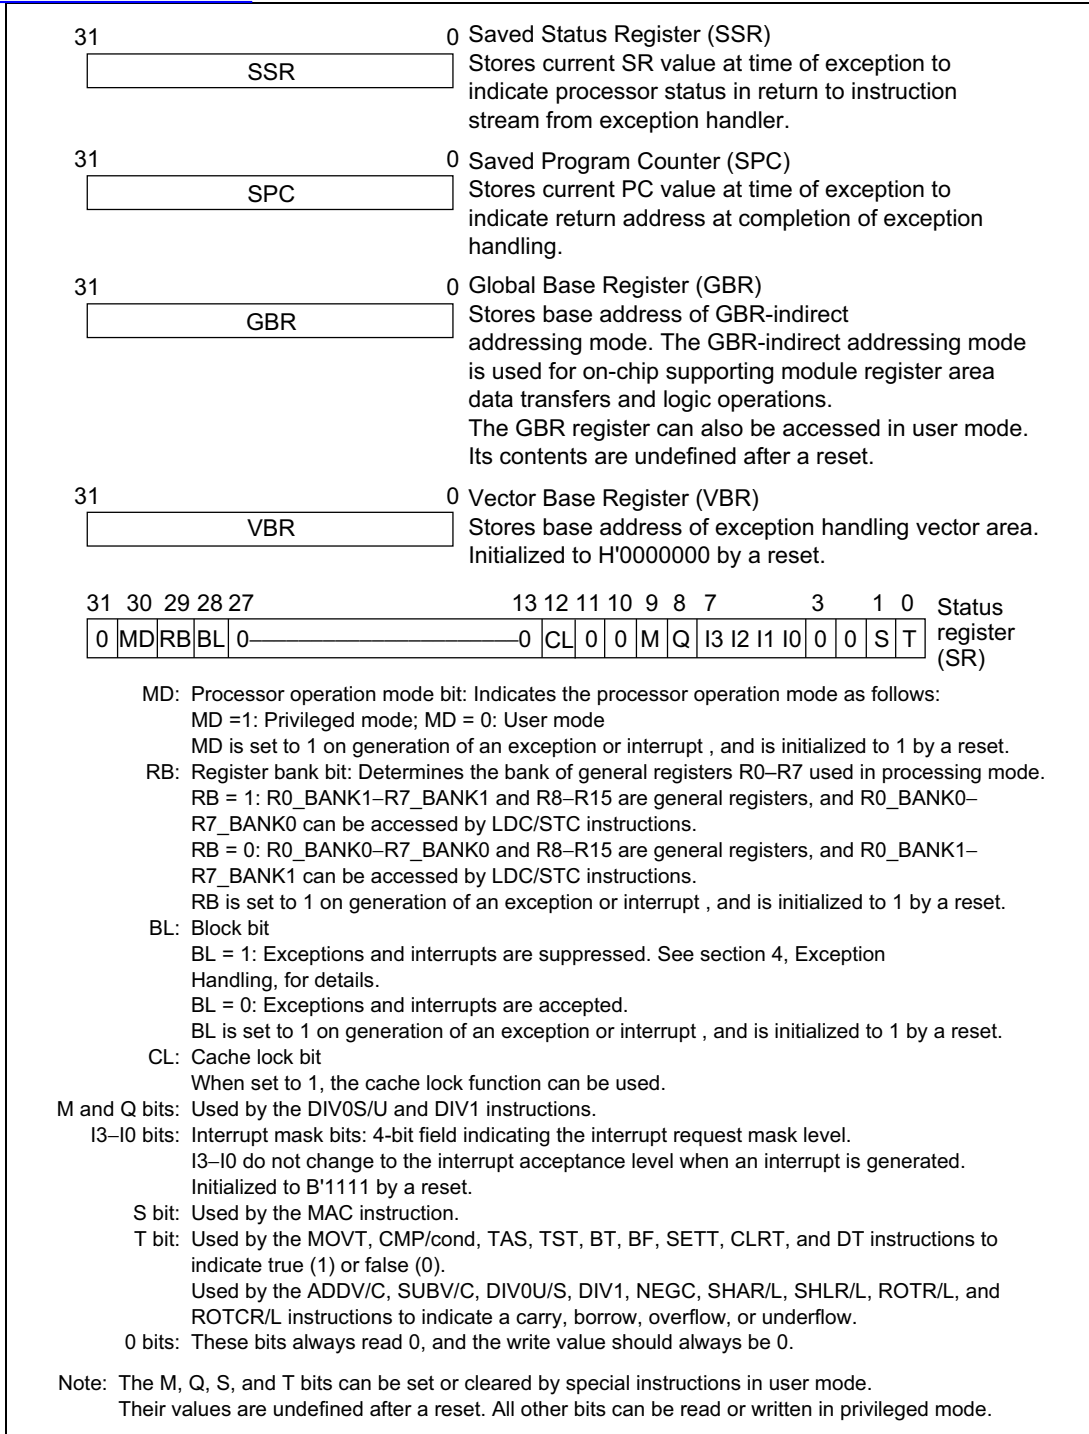 31 0 Saved Status Register (SSR)
SSR Stores current SR value at time of exception to
indicate processor status in return to instruction
stream from exception handler.
31 0 Saved Program Counter (SPC)
SPC Stores current PC value at time of exception to
indicate return address at completion of exception
handling.
31 0 Global Base Register (GBR)
GBR Stores base address of GBR-indirect
addressing mode. The GBR-indirect addressing mode
is used for on-chip supporting module register area
data transfers and logic operations.
The GBR register can also be accessed in user mode.
Its contents are undefined after a reset.
31 0 Vector Base Register (VBR)
VBR Stores base address of exception handling vector area.
Initialized to H'0000000 by a reset.
31 30 29 28 27 13 12 11 10 9 8 7 3 1 0 Status
0 MD RB BL 0 0 CL 0 0 M Q I3 I2 I1 I0 0 0 S T register
(SR)
MD: Processor operation mode bit: Indicates the processor operation mode as follows:
MD =1: Privileged mode; MD = 0: User mode
MD is set to 1 on generation of an exception or interrupt , and is initialized to 1 by a reset.
RB: Register bank bit: Determines the bank of general registers R0–R7 used in processing mode.
RB = 1: R0_BANK1–R7_BANK1 and R8–R15 are general registers, and R0_BANK0–
R7_BANK0 can be accessed by LDC/STC instructions.
RB = 0: R0_BANK0–R7_BANK0 and R8–R15 are general registers, and R0_BANK1–
R7_BANK1 can be accessed by LDC/STC instructions.
RB is set to 1 on generation of an exception or interrupt , and is initialized to 1 by a reset.
BL: Block bit
BL = 1: Exceptions and interrupts are suppressed. See section 4, Exception
Handling, for details.
BL = 0: Exceptions and interrupts are accepted.
BL is set to 1 on generation of an exception or interrupt , and is initialized to 1 by a reset.
CL: Cache lock bit
When set to 1, the cache lock function can be used.
M and Q bits: Used by the DIV0S/U and DIV1 instructions.
I3–I0 bits: Interrupt mask bits: 4-bit field indicating the interrupt request mask level.
I3–I0 do not change to the interrupt acceptance level when an interrupt is generated.
Initialized to B'1111 by a reset.
S bit: Used by the MAC instruction.
T bit: Used by the MOVT, CMP/cond, TAS, TST, BT, BF, SETT, CLRT, and DT instructions to
indicate true (1) or false (0).
Used by the ADDV/C, SUBV/C, DIV0U/S, DIV1, NEGC, SHAR/L, SHLR/L, ROTR/L, and
ROTCR/L instructions to indicate a carry, borrow, overflow, or underflow.
0 bits: These bits always read 0, and the write value should always be 0.
Note: The M, Q, S, and T bits can be set or cleared by special instructions in user mode.
Their values are undefined after a reset. All other bits can be read or written in privileged mode.